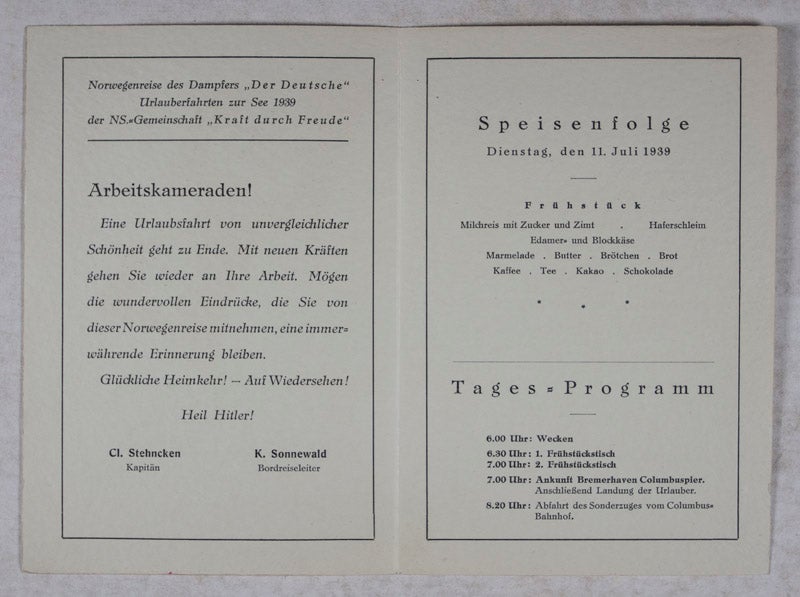 Norwegenreise des Dampfers „Der Deutsche“
Urlauberfahrten zur See 1939
der NS.=Gemeinschaft „Kraft durch Freude“
Arbeitskameraden!
Eine Urlaubsfahrt von unvergleichlicher
Schönheit geht zu Ende. Mit neuen Kräften
gehen Sie wieder an Ihre Arbeit. Mögen
die wundervollen Eindrücke, die Sie von
dieser Norwegenreise mitnehmen, eine immer=
währende Erinnerung bleiben.
Glückliche Heimkehr! — Auf Wiedersehen!
Heil Hitler!
Cl. Stehncken K. Sonnewald
Kapitän Bordreiseleiter
Speisenfolge
Dienstag, den 11. Juli 1939
Frühstück
Milchreis mit Zucker und Zimt . Haferschleim
Edamer= und Blockkäse
Marmelade . Butter . Brötchen . Brot
Kaffee . Tee . Kakao . Schokolade
* * *
Tages=Programm
6.00 Uhr: Wecken
6.30 Uhr: 1. Frühstückstisch
7.00 Uhr: 2. Frühstückstisch
7.00 Uhr: Ankunft Bremerhaven Columbuspier.
Anschließend Landung der Urlauber.
8.20 Uhr: Abfahrt des Sonderzuges vom Columbus=
Bahnhof.